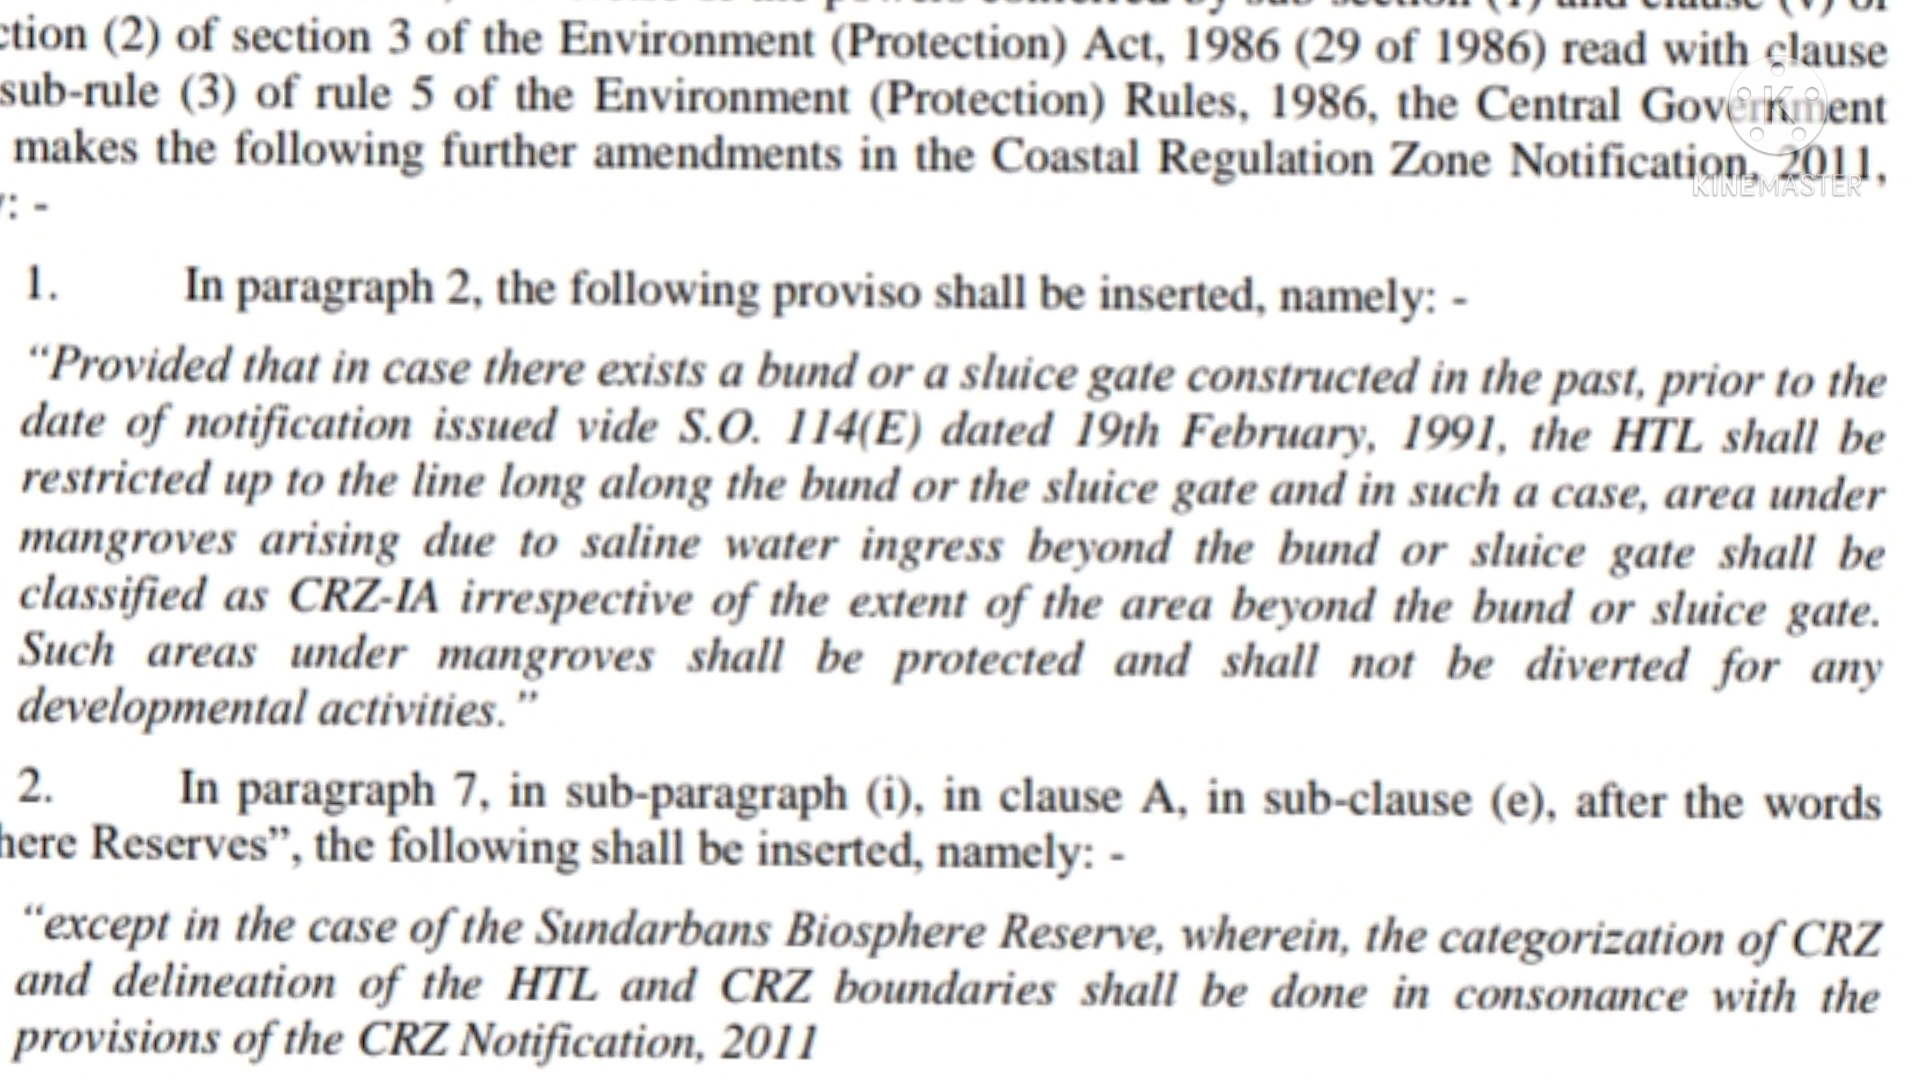 ction (2) of section 3 of the Environment (Protection) Act, 1986 (29 of 1986) read with clause
sub-rule (3) of rule 5 of the Environment (Protection) Rules, 1986, the Central Government
makes the following further amendments in the Coastal Regulation Zone Notification, 2011,
KINEMASTER
: -
1. In paragraph 2, the following proviso shall be inserted, namely: -
“Provided that in case there exists a bund or a sluice gate constructed in the past, prior to the
date of notification issued vide S.O. 114(E) dated 19th February, 1991, the HTL shall be
restricted up to the line long along the bund or the sluice gate and in such a case, area under
mangroves arising due to saline water ingress beyond the bund or sluice gate shall be
classified as CRZ-IA irrespective of the extent of the area beyond the bund or sluice gate.
Such areas under mangroves shall be protected and shall not be diverted for any
developmental activities.”
2. In paragraph 7, in sub-paragraph (i), in clause A, in sub-clause (e), after the words
here Reserves”, the following shall be inserted, namely: -
“except in the case of the Sundarbans Biosphere Reserve, wherein, the categorization of CRZ
and delineation of the HTL and CRZ boundaries shall be done in consonance with the
provisions of the CRZ Notification, 2011